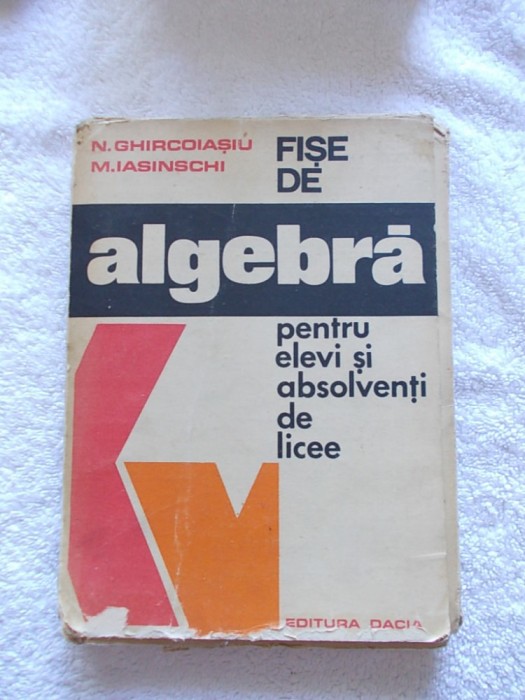 N.GHIRCOIAȘIU
M.IASINSCHI
FIȘE
DE
algebră
pentru
elevi și
absolvenți
de
licee
EDITURA DACIA